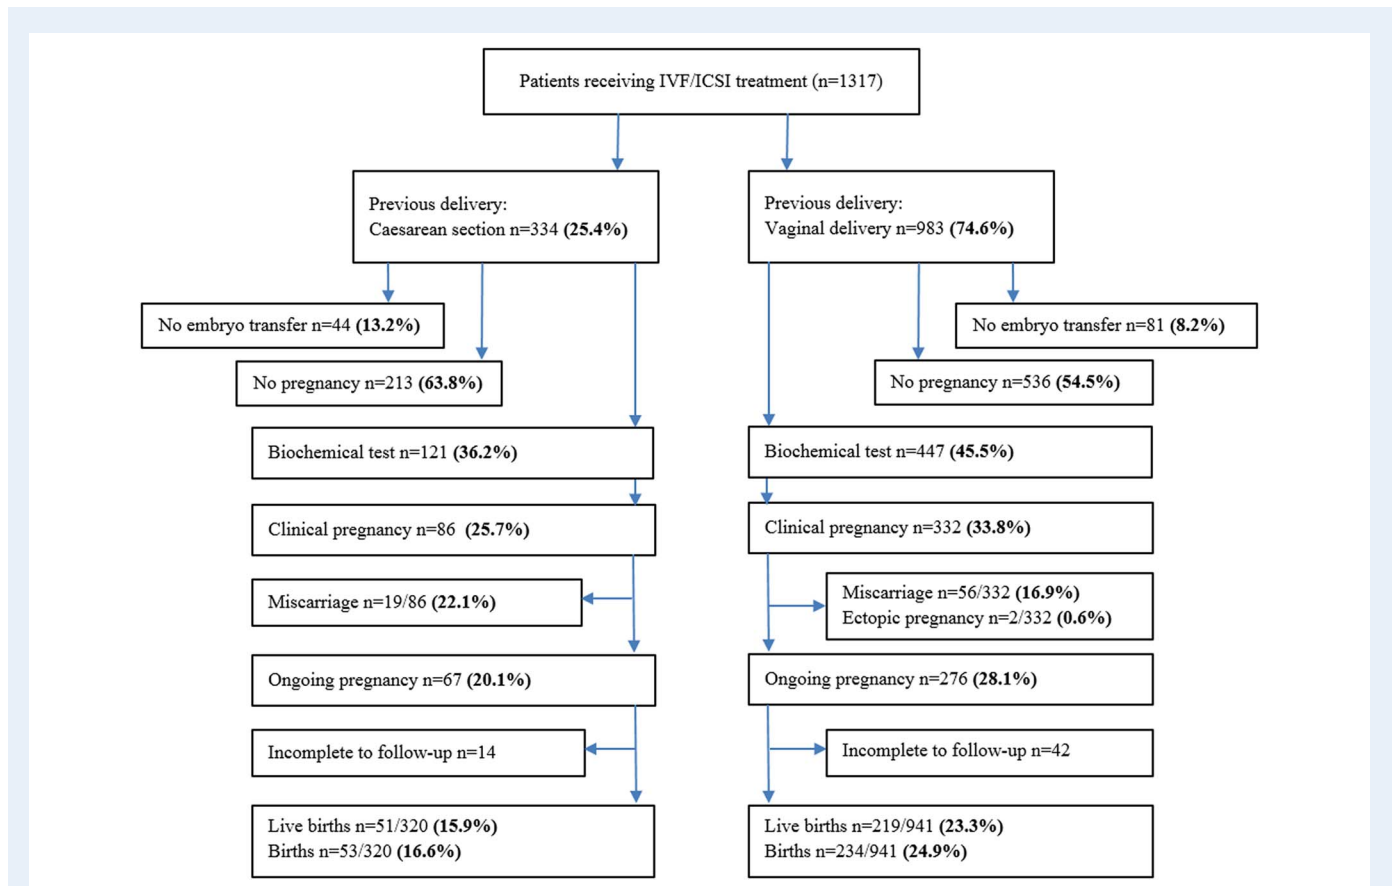 Patients receiving IVF/ICSI treatment (n=1317)
Previous delivery:
Caesarean section n=334 (25.4%)
Previous delivery:
Vaginal delivery n=983 (74.6%)
No embryo transfer n=44 (13.2%)
No embryo transfer n=81 (8.2%)
No pregnancy n=213 (63.8%)
No pregnancy n=536 (54.5%)
Biochemical test n=121 (36.2%)
Biochemical test n=447 (45.5%)
Clinical pregnancy n=86 (25.7%)
Clinical pregnancy n=332 (33.8%)
Miscarriage n=19/86 (22.1%)
Miscarriage n=56/332 (16.9%)
Ectopic pregnancy n=2/332 (0.6%)
Ongoing pregnancy n=67 (20.1%)
Ongoing pregnancy n=276 (28.1%)
Incomplete to follow-up n=14
Incomplete to follow-up n=42
Live births n=51/320 (15.9%)
Births n=53/320 (16.6%)
Live births n=219/941 (23.3%)
Births n=234/941 (24.9%)